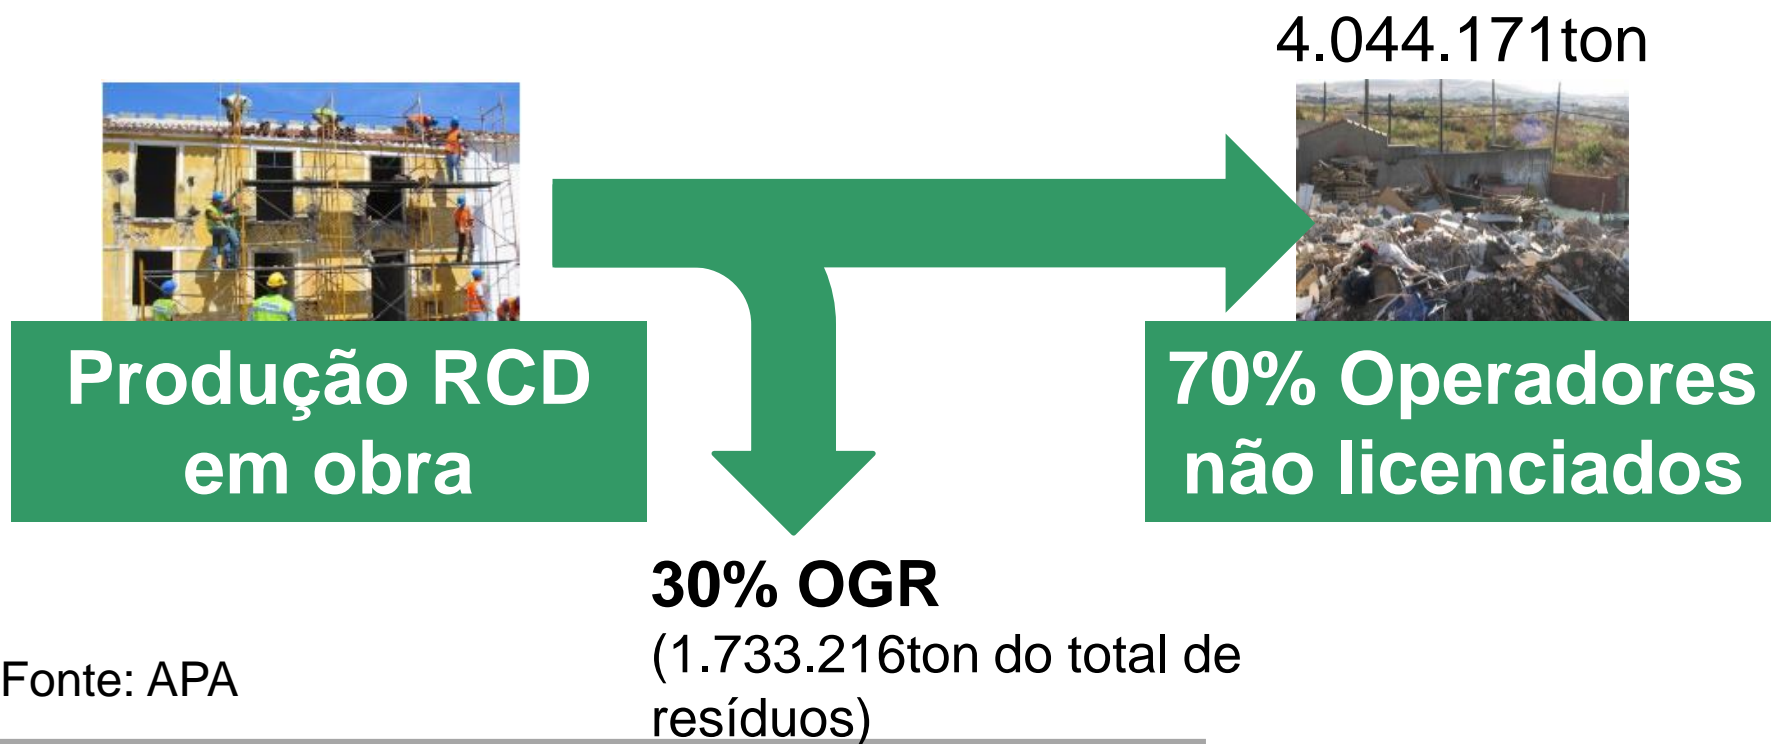 4.044.171ton
Produção RCD
em obra
70% Operadores
não licenciados
30% OGR
(1.733.216ton do total de
resíduos)
Fonte: APA